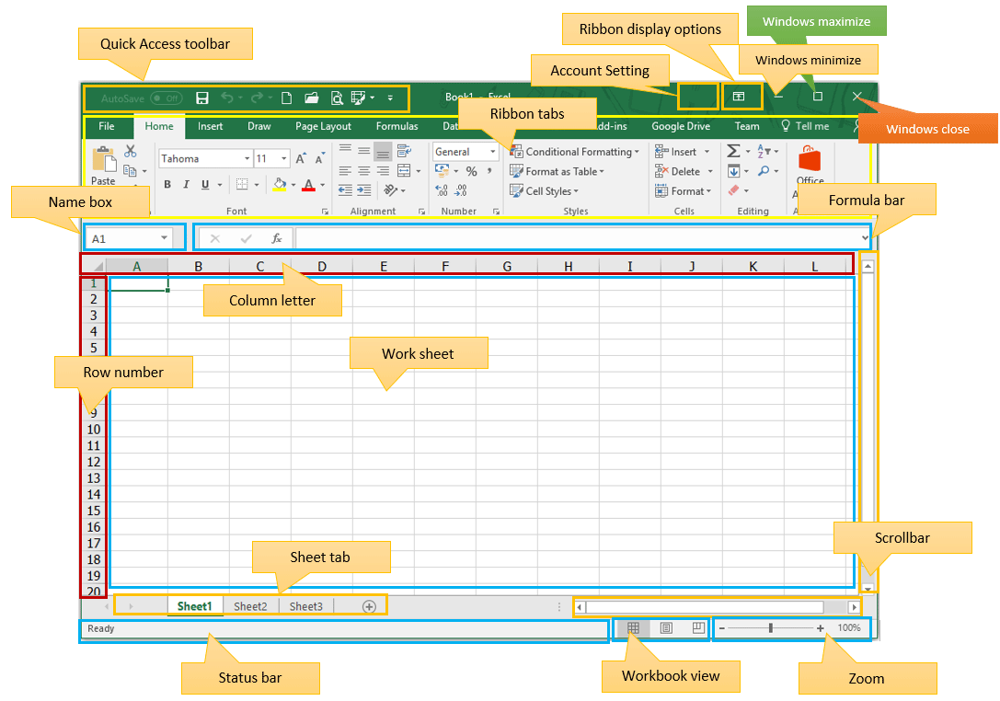 Windows maximize
Ribbon display options
Quick Access toolbar
Windows minimize
Account Setting
AutoSave Off
Book1 - Excel
Ribbon tabs
Windows close
File Home Insert Draw Page Layout Formulas Dat dd-ins Google Drive Team Tell me
Paste
Tahoma 11
General
Conditional Formatting
Insert
Format as Table
Delete
B I U A
% ,
Cell Styles
Format
Office
Font Alignment Number Styles Cells Editing
Name box
Formula bar
A1
fx
A B C D E F G H I J K L
1
Column letter
2
3
4
5
Work sheet
Row number
9
10
11
12
13
14
15
16
17
Scrollbar
18
Sheet tab
19
20
Sheet1 Sheet2 Sheet3
Ready
100%
Status bar
Workbook view
Zoom